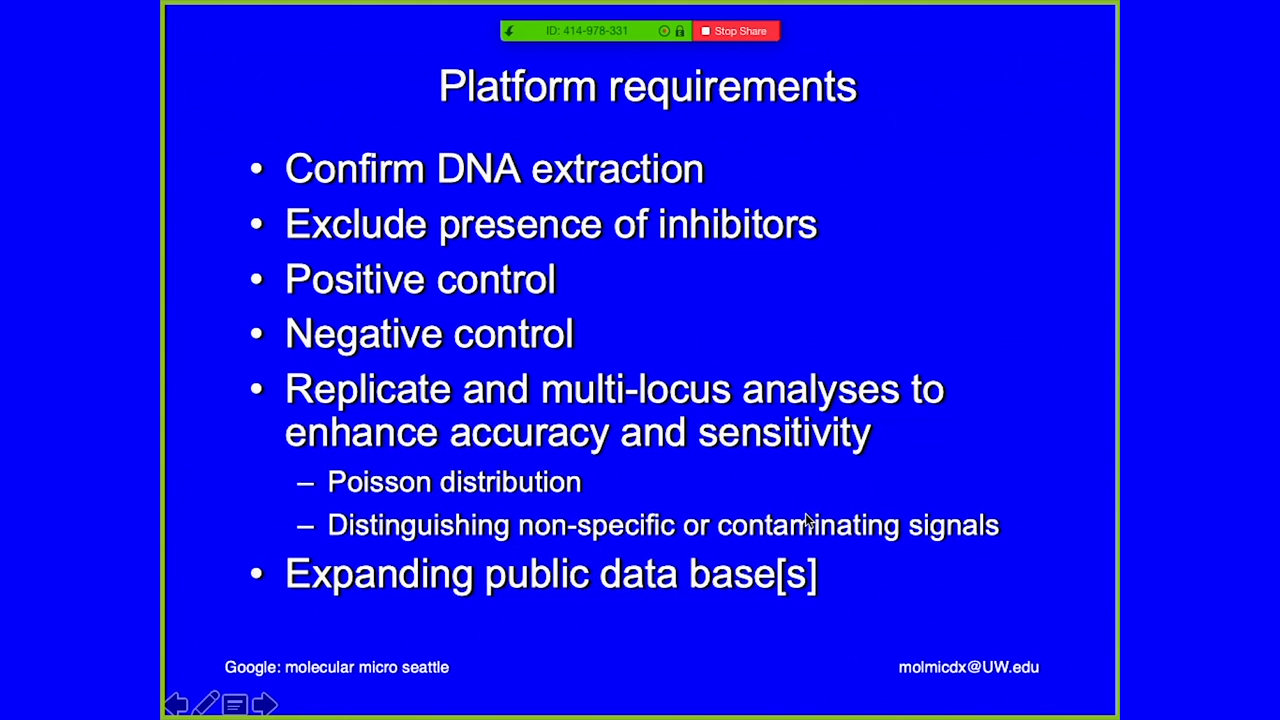 ID: 414-978-331
Stop Share
Platform requirements
• Confirm DNA extraction
• Exclude presence of inhibitors
• Positive control
• Negative control
• Replicate and multi-locus analyses to
enhance accuracy and sensitivity
– Poisson distribution
– Distinguishing non-specific or contaminating signals
• Expanding public data base[s]
Google: molecular micro seattle
molmicdx@UW.edu